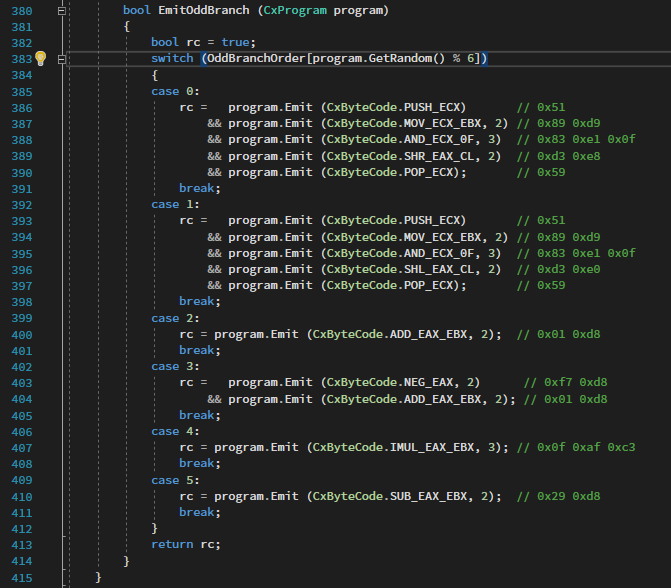 380 bool EmitOddBranch (CxProgram program)
381 {
382 bool rc = true;
383 switch (OddBranchOrder[program.GetRandom() % 6])
384 {
385 case 0:
386 rc =   program.Emit (CxByteCode.PUSH_ECX)       // 0x51
387 && program.Emit (CxByteCode.MOV_ECX_EBX, 2) // 0x89 0xd9
388 && program.Emit (CxByteCode.AND_ECX_0F, 3)  // 0x83 0xe1 0x0f
389 && program.Emit (CxByteCode.SHR_EAX_CL, 2)  // 0xd3 0xe8
390 && program.Emit (CxByteCode.POP_ECX);       // 0x59
391 break;
392 case 1:
393 rc =   program.Emit (CxByteCode.PUSH_ECX)       // 0x51
394 && program.Emit (CxByteCode.MOV_ECX_EBX, 2) // 0x89 0xd9
395 && program.Emit (CxByteCode.AND_ECX_0F, 3)  // 0x83 0xe1 0x0f
396 && program.Emit (CxByteCode.SHL_EAX_CL, 2)  // 0xd3 0xe0
397 && program.Emit (CxByteCode.POP_ECX);       // 0x59
398 break;
399 case 2:
400 rc = program.Emit (CxByteCode.ADD_EAX_EBX, 2);  // 0x01 0xd8
401 break;
402 case 3:
403 rc =   program.Emit (CxByteCode.NEG_EAX, 2)      // 0xf7 0xd8
404 && program.Emit (CxByteCode.ADD_EAX_EBX, 2); // 0x01 0xd8
405 break;
406 case 4:
407 rc = program.Emit (CxByteCode.IMUL_EAX_EBX, 3); // 0x0f 0xaf 0xc3
408 break;
409 case 5:
410 rc = program.Emit (CxByteCode.SUB_EAX_EBX, 2);  // 0x29 0xd8
411 break;
412 }
413 return rc;
414 }
415 }